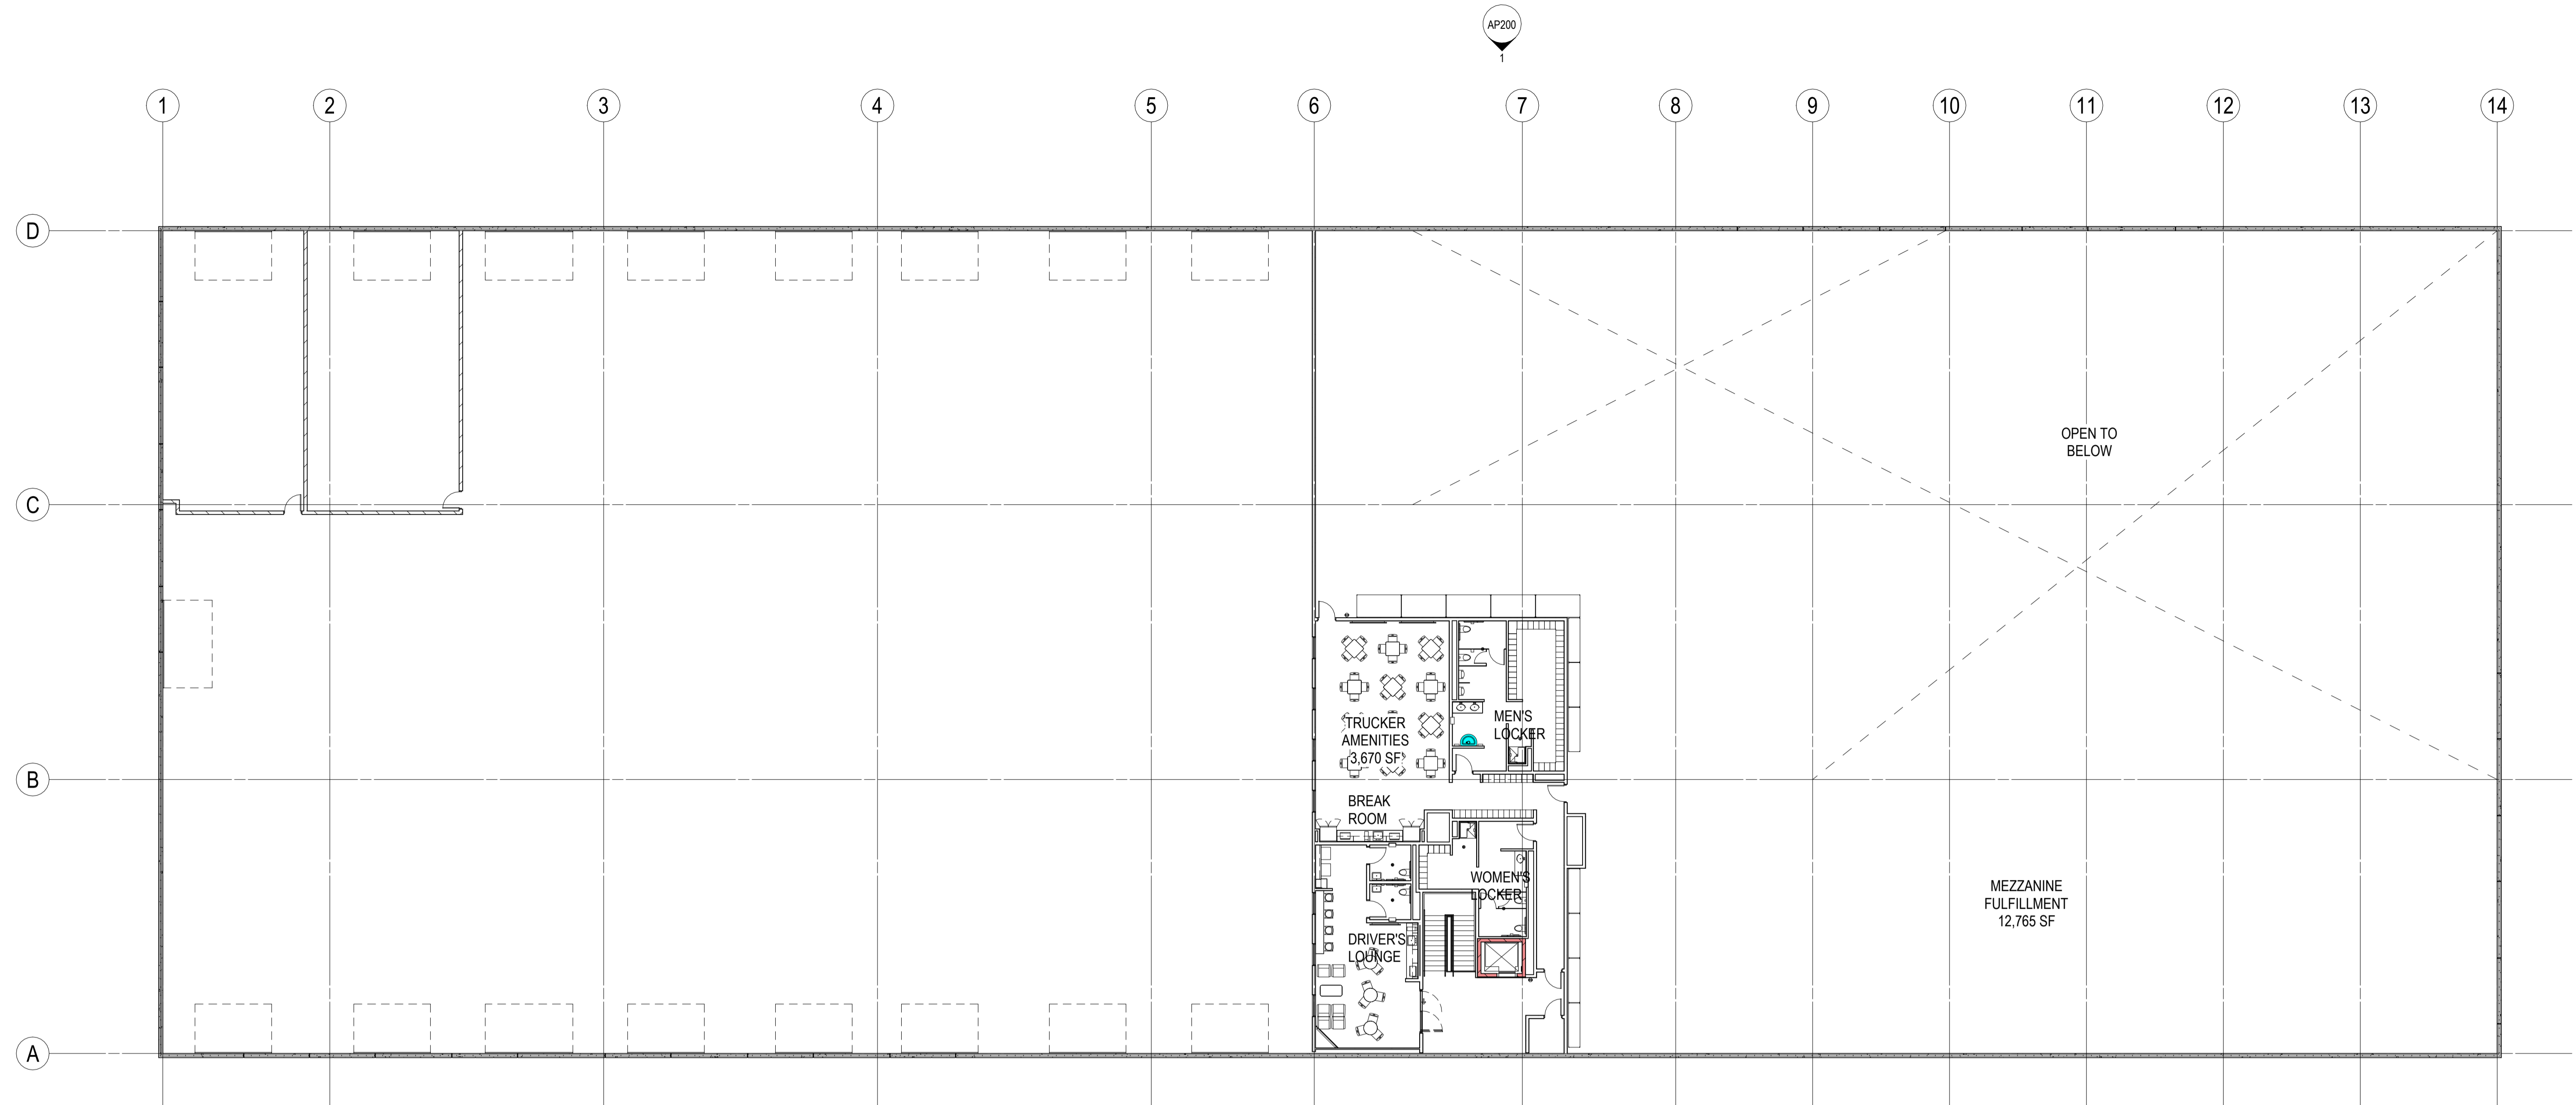 AP200
1
1 2 3 4 5 6 7 8 9 10 11 12 13 14
D
OPEN TO
BELOW
C
TRUCKER
AMENITIES
3,670 SF
MEN'S
LOCKER
B
BREAK
ROOM
WOMEN'S
LOCKER
MEZZANINE
FULFILLMENT
12,765 SF
DRIVER'S
LOUNGE
A